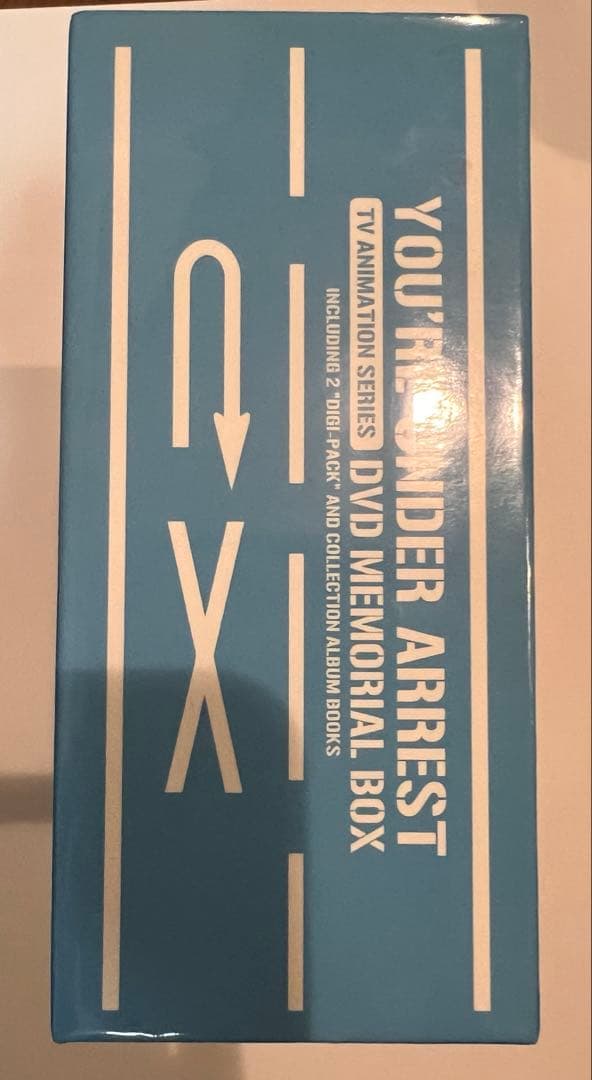 YOU'RE UNDER ARREST
TV ANIMATION SERIES DVD MEMORIAL BOX
INCLUDING 2 "DIGI-PACK" AND COLLECTION ALBUM BOOKS